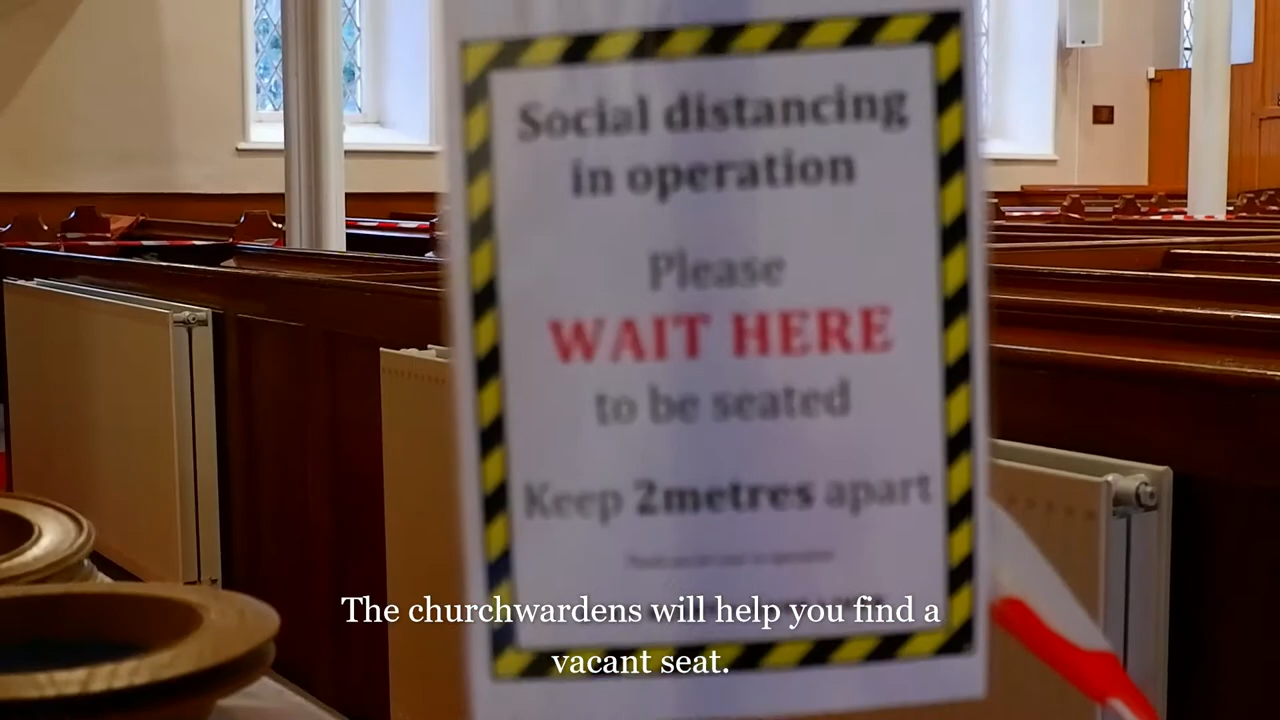 Social distancing
in operation
Please
WAIT HERE
to be seated
Keep 2metres apart
The churchwardens will help you find a
vacant seat.